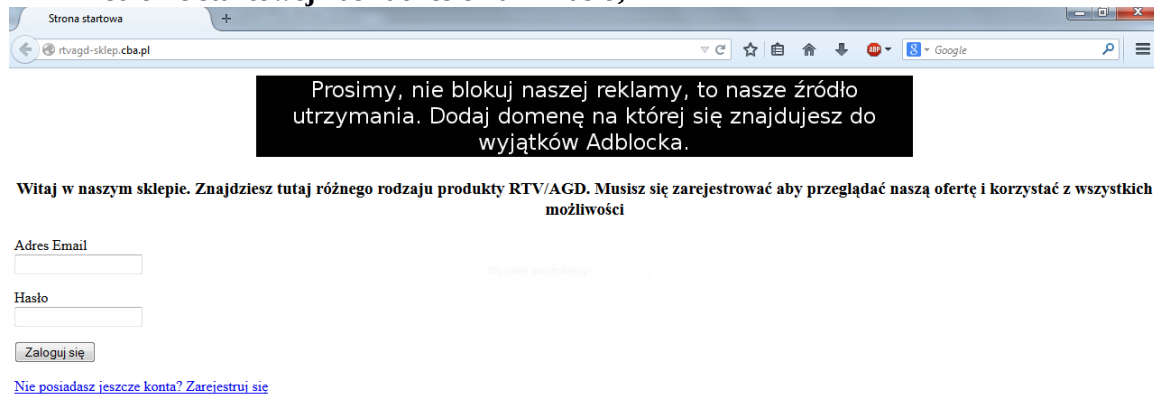 Strona startowa
rtvagd-sklep.cba.pl
ABP
8 Google
Prosimy, nie blokuj naszej reklamy, to nasze źródło
utrzymania. Dodaj domenę na której się znajdujesz do
wyjątków Adblocka.
Witaj w naszym sklepie. Znajdziesz tutaj różnego rodzaju produkty RTV/AGD. Musisz się zarejestrować aby przeglądać naszą ofertę i korzystać z wszystkich
możliwości
Adres Email
Hasło
Zaloguj się
Nie posiadasz jeszcze konta? Zarejestruj się